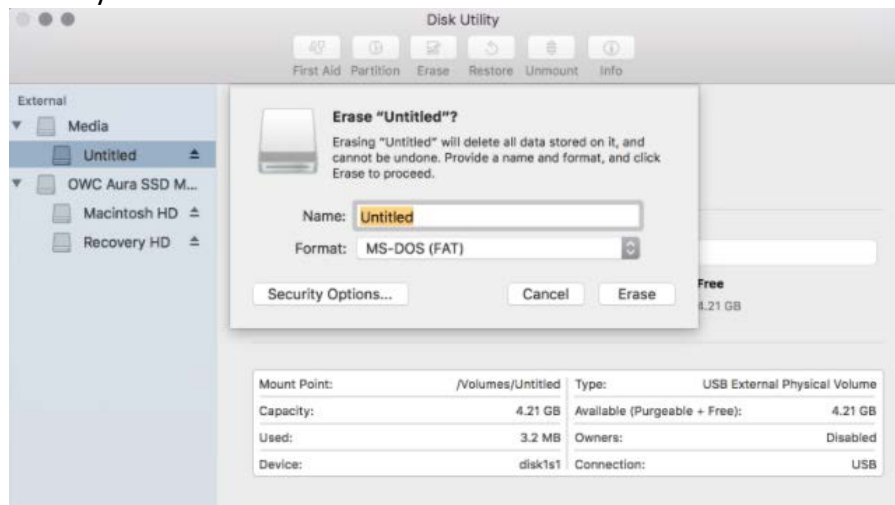 Disk Utility
First Aid Partition Erase Restore Unmount Info
External
Media
Untitled
OWC Aura SSD M...
Macintosh HD
Recovery HD
Erase "Untitled"?
Erasing "Untitled" will delete all data stored on it, and
cannot be undone. Provide a name and format, and click
Erase to proceed.
Name: Untitled
Format: MS-DOS (FAT)
Security Options... Cancel Erase
Free
4.21 GB
Mount Point: /Volumes/Untitled Type: USB External Physical Volume
Capacity: 4.21 GB Available (Purgeable + Free): 4.21 GB
Used: 3.2 MB Owners: Disabled
Device: disk1s1 Connection: USB